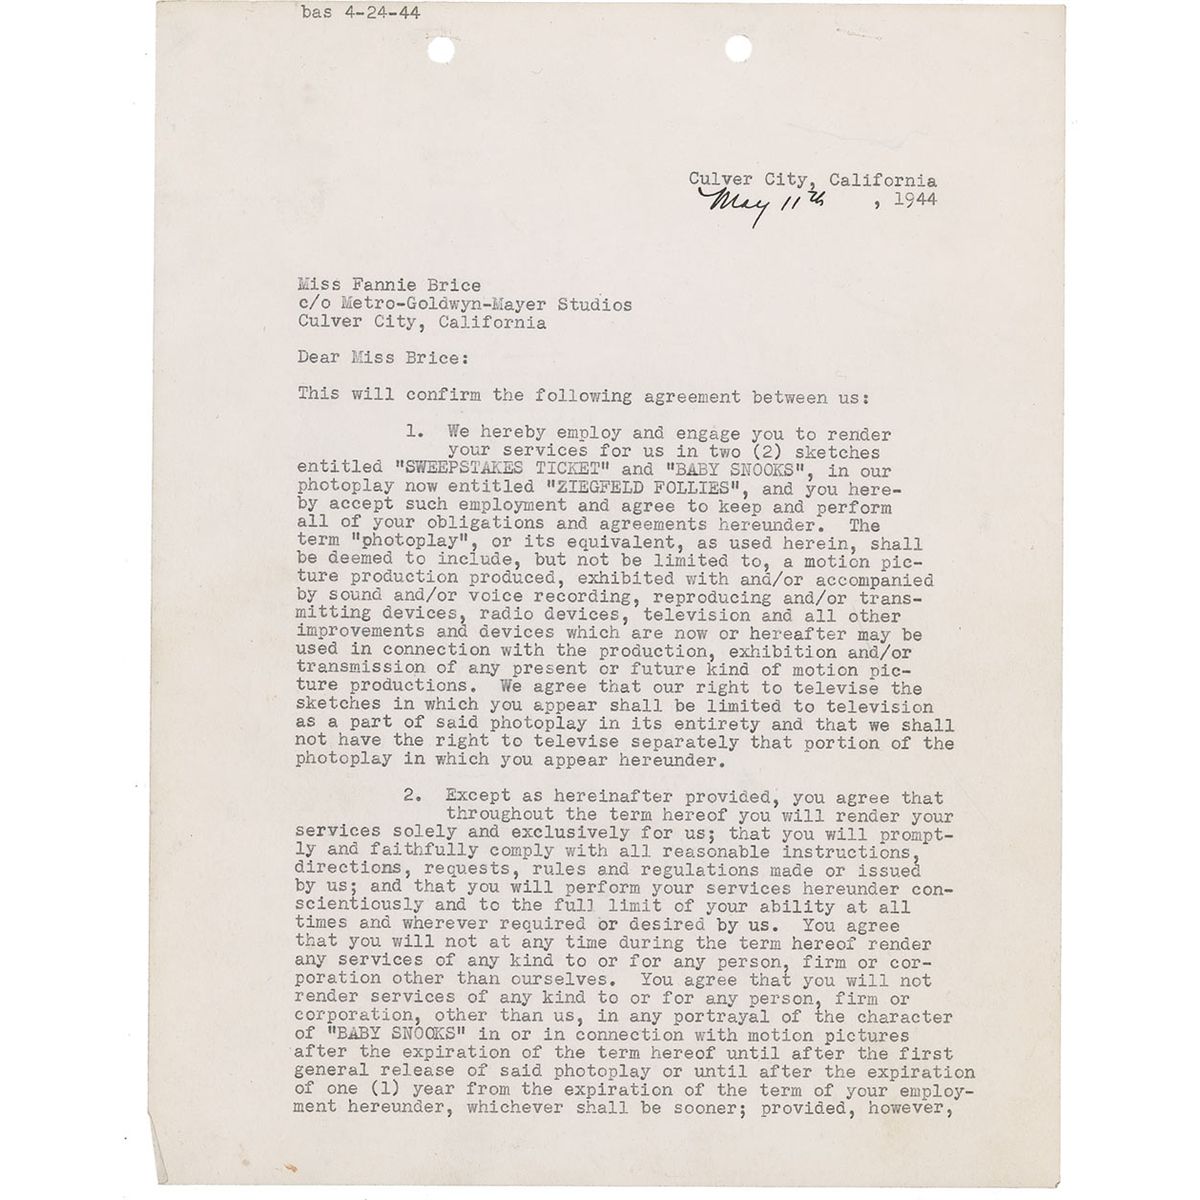 bas 4-24-44
Culver City, California
May 11th , 1944
Miss Fannie Brice
c/o Metro-Goldwyn-Mayer Studios
Culver City, California
Dear Miss Brice:
This will confirm the following agreement between us:
1. We hereby employ and engage you to render
your services for us in two (2) sketches
entitled "SWEEPSTAKES TICKET" and "BABY SNOOKS", in our
photoplay now entitled "ZIEGFELD FOLLIES", and you here-
by accept such employment and agree to keep and perform
all of your obligations and agreements hereunder. The
term "photoplay", or its equivalent, as used herein, shall
be deemed to include, but not be limited to, a motion pic-
ture production produced, exhibited with and/or accompanied
by sound and/or voice recording, reproducing and/or trans-
mitting devices, radio devices, television and all other
improvements and devices which are now or hereafter may be
used in connection with the production, exhibition and/or
transmission of any present or future kind of motion pic-
ture productions. We agree that our right to televise the
sketches in which you appear shall be limited to television
as a part of said photoplay in its entirety and that we shall
not have the right to televise separately that portion of the
photoplay in which you appear hereunder.
2. Except as hereinafter provided, you agree that
throughout the term hereof you will render your
services solely and exclusively for us; that you will prompt-
ly and faithfully comply with all reasonable instructions,
directions, requests, rules and regulations made or issued
by us; and that you will perform your services hereunder con-
scientiously and to the full limit of your ability at all
times and wherever required or desired by us. You agree
that you will not at any time during the term hereof render
any services of any kind to or for any person, firm or cor-
poration other than ourselves. You agree that you will not
render services of any kind to or for any person, firm or
corporation, other than us, in any portrayal of the character
of "BABY SNOOKS" in or in connection with motion pictures
after the expiration of the term hereof until after the first
general release of said photoplay or until after the expiration
of one (1) year from the expiration of the term of your employ-
ment hereunder, whichever shall be sooner; provided, however,